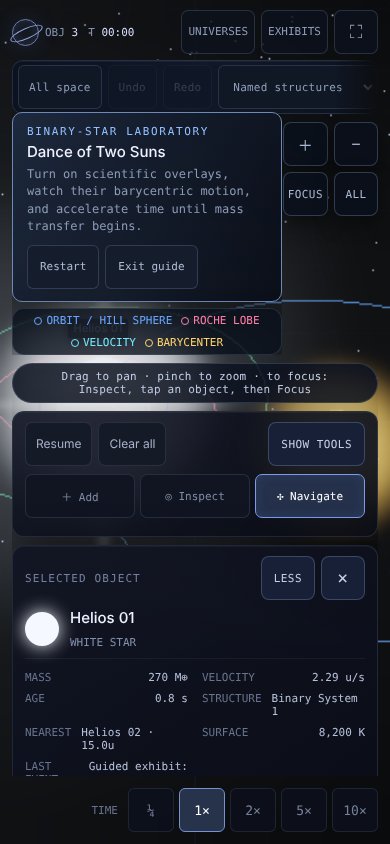 OBJ 3 T 00:00
UNIVERSES
EXHIBITS
All space
Undo
Redo
Named structures
BINARY-STAR LABORATORY
Dance of Two Suns
Turn on scientific overlays,
watch their barycentric motion,
and accelerate time until mass
transfer begins.
Restart
Exit guide
+
−
FOCUS
ALL
ORBIT / HILL SPHERE
ROCHE LOBE
Helios 01
VELOCITY
BARYCENTER
Drag to pan · pinch to zoom · to focus:
Inspect, tap an object, then Focus
Resume
Clear all
SHOW TOOLS
+ Add
◎ Inspect
✣ Navigate
SELECTED OBJECT
LESS
×
Helios 01
WHITE STAR
MASS 270 M⊕
VELOCITY 2.29 u/s
AGE 0.8 s
STRUCTURE Binary System
1
NEAREST Helios 02 ·
15.0u
SURFACE 8,200 K
LAST Guided exhibit:
EVENT
TIME
¼
1×
2×
5×
10×